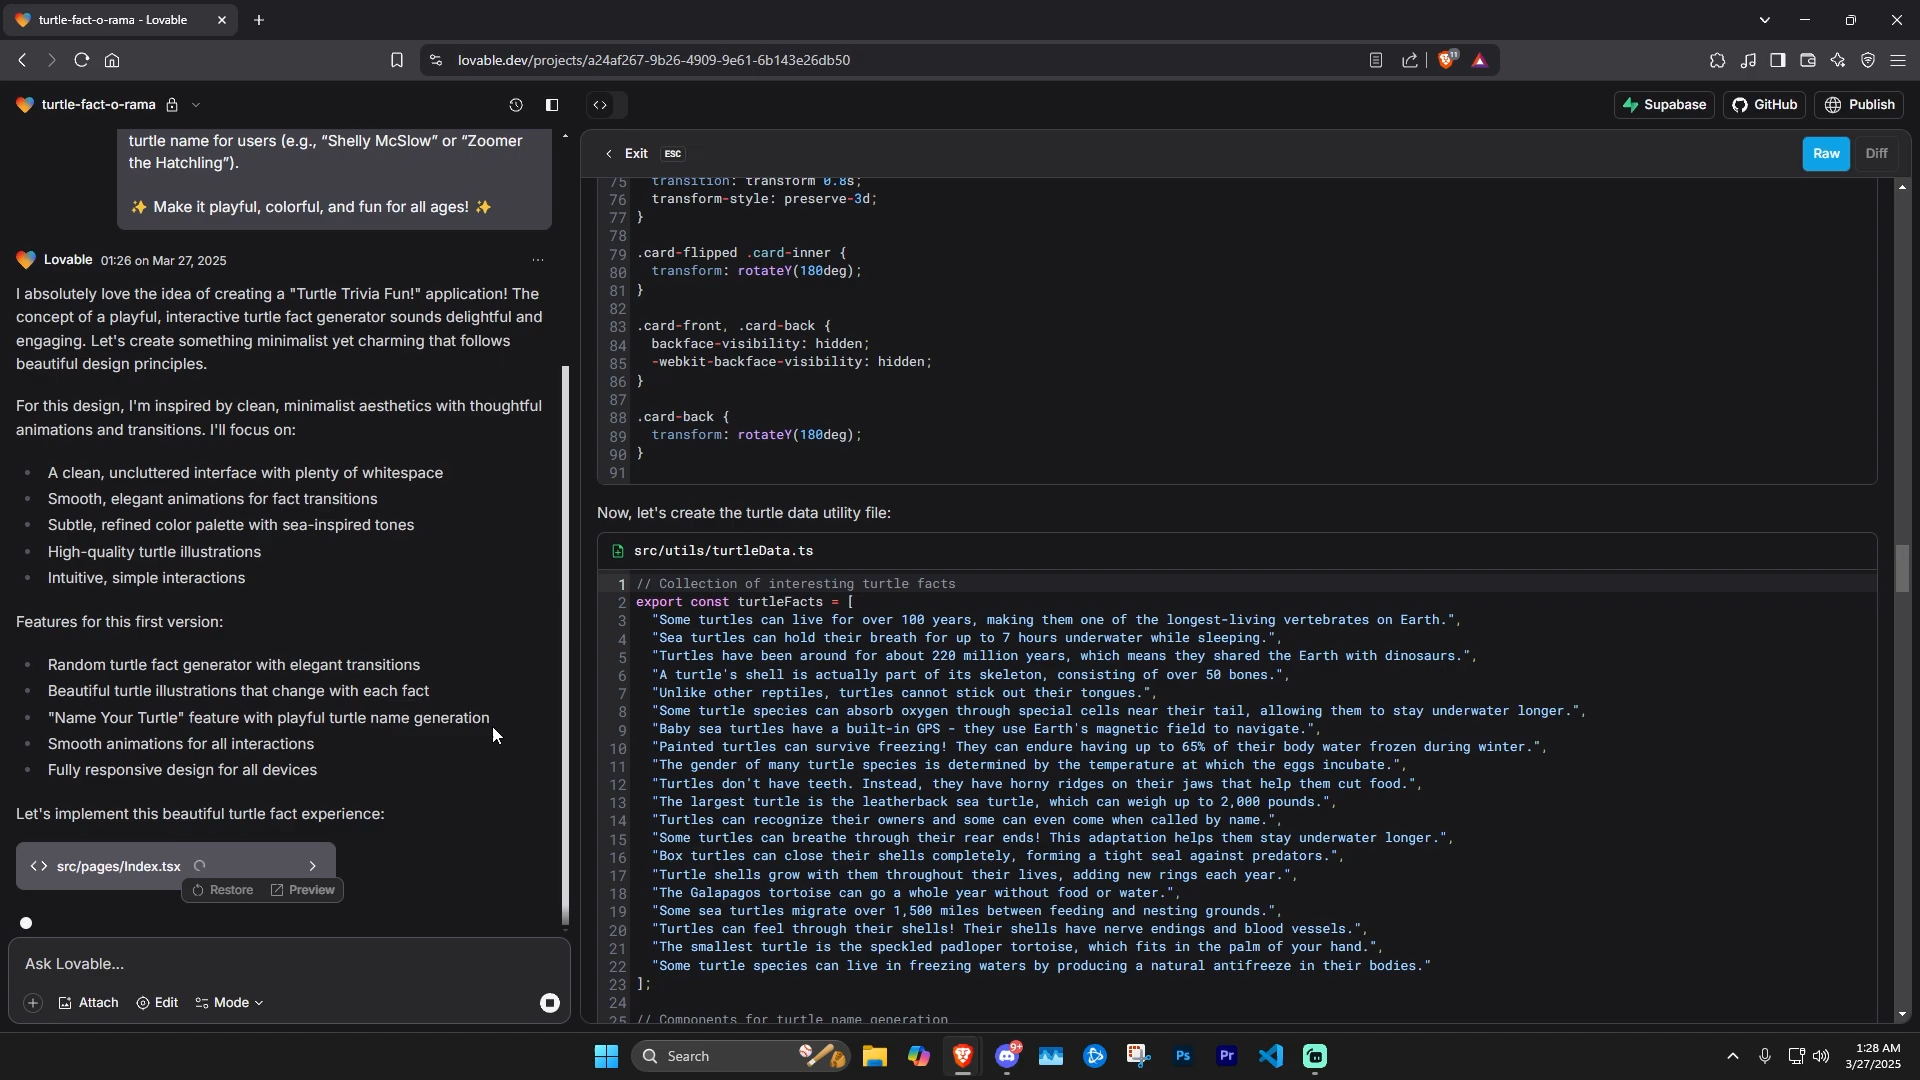 turtle-fact-o-rama - Lovable
lovable.dev/projects/a24af267-9b26-4909-9e61-6b143e26db50
11
turtle-fact-o-rama
Supabase
GitHub
Publish
turtle name for users (e.g., “Shelly McSlow” or “Zoomer
the Hatchling”).
✨ Make it playful, colorful, and fun for all ages! ✨
Lovable 01:26 on Mar 27, 2025
I absolutely love the idea of creating a "Turtle Trivia Fun!" application! The
concept of a playful, interactive turtle fact generator sounds delightful and
engaging. Let's create something minimalist yet charming that follows
beautiful design principles.
For this design, I'm inspired by clean, minimalist aesthetics with thoughtful
animations and transitions. I'll focus on:
• A clean, uncluttered interface with plenty of whitespace
• Smooth, elegant animations for fact transitions
• Subtle, refined color palette with sea-inspired tones
• High-quality turtle illustrations
• Intuitive, simple interactions
Features for this first version:
• Random turtle fact generator with elegant transitions
• Beautiful turtle illustrations that change with each fact
• "Name Your Turtle" feature with playful turtle name generation
• Smooth animations for all interactions
• Fully responsive design for all devices
Let's implement this beautiful turtle fact experience:
src/pages/Index.tsx
Restore Preview
Ask Lovable...
Attach Edit Mode
Exit ESC
Raw Diff
75 transition: transform 0.8s;
76 transform-style: preserve-3d;
77 }
78
79 .card-flipped .card-inner {
80 transform: rotateY(180deg);
81 }
82
83 .card-front, .card-back {
84 backface-visibility: hidden;
85 -webkit-backface-visibility: hidden;
86 }
87
88 .card-back {
89 transform: rotateY(180deg);
90 }
91
Now, let's create the turtle data utility file:
src/utils/turtleData.ts
1 // Collection of interesting turtle facts
2 export const turtleFacts = [
3 "Some turtles can live for over 100 years, making them one of the longest-living vertebrates on Earth.",
4 "Sea turtles can hold their breath for up to 7 hours underwater while sleeping.",
5 "Turtles have been around for about 220 million years, which means they shared the Earth with dinosaurs.",
6 "A turtle's shell is actually part of its skeleton, consisting of over 50 bones.",
7 "Unlike other reptiles, turtles cannot stick out their tongues.",
8 "Some turtle species can absorb oxygen through special cells near their tail, allowing them to stay underwater longer.",
9 "Baby sea turtles have a built-in GPS - they use Earth's magnetic field to navigate.",
10 "Painted turtles can survive freezing! They can endure having up to 65% of their body water frozen during winter.",
11 "The gender of many turtle species is determined by the temperature at which the eggs incubate.",
12 "Turtles don't have teeth. Instead, they have horny ridges on their jaws that help them cut food.",
13 "The largest turtle is the leatherback sea turtle, which can weigh up to 2,000 pounds.",
14 "Turtles can recognize their owners and some can even come when called by name.",
15 "Some turtles can breathe through their rear ends! This adaptation helps them stay underwater longer.",
16 "Box turtles can close their shells completely, forming a tight seal against predators.",
17 "Turtle shells grow with them throughout their lives, adding new rings each year.",
18 "The Galapagos tortoise can go a whole year without food or water.",
19 "Some sea turtles migrate over 1,500 miles between feeding and nesting grounds.",
20 "Turtles can feel through their shells! Their shells have nerve endings and blood vessels.",
21 "The smallest turtle is the speckled padloper tortoise, which fits in the palm of your hand.",
22 "Some turtle species can live in freezing waters by producing a natural antifreeze in their bodies."
23 ];
24
25 // Components for turtle name generation
Search
9+
Ps
Pr
1:28 AM
3/27/2025